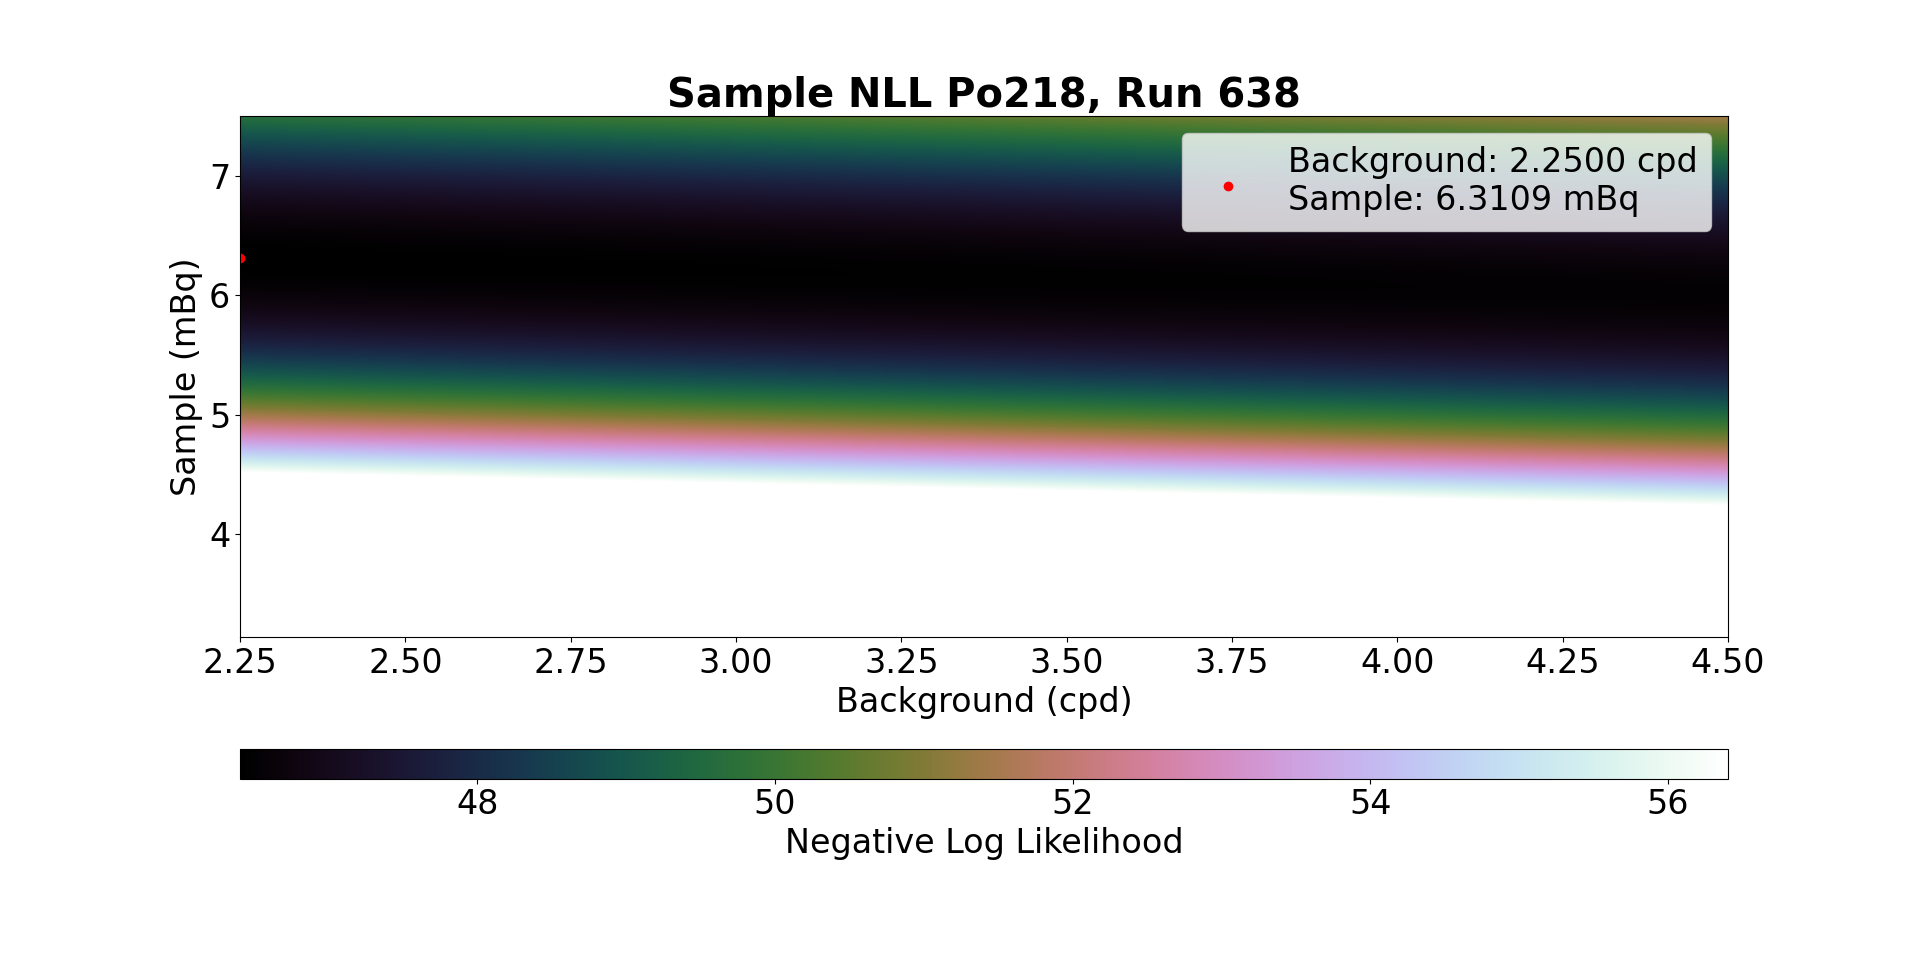 Sample NLL Po218, Run 638
Background: 2.2500 cpd
Sample: 6.3109 mBq
Sample (mBq)
7
6
5
4
2.25 2.50 2.75 3.00 3.25 3.50 3.75 4.00 4.25 4.50
Background (cpd)
48 50 52 54 56
Negative Log Likelihood